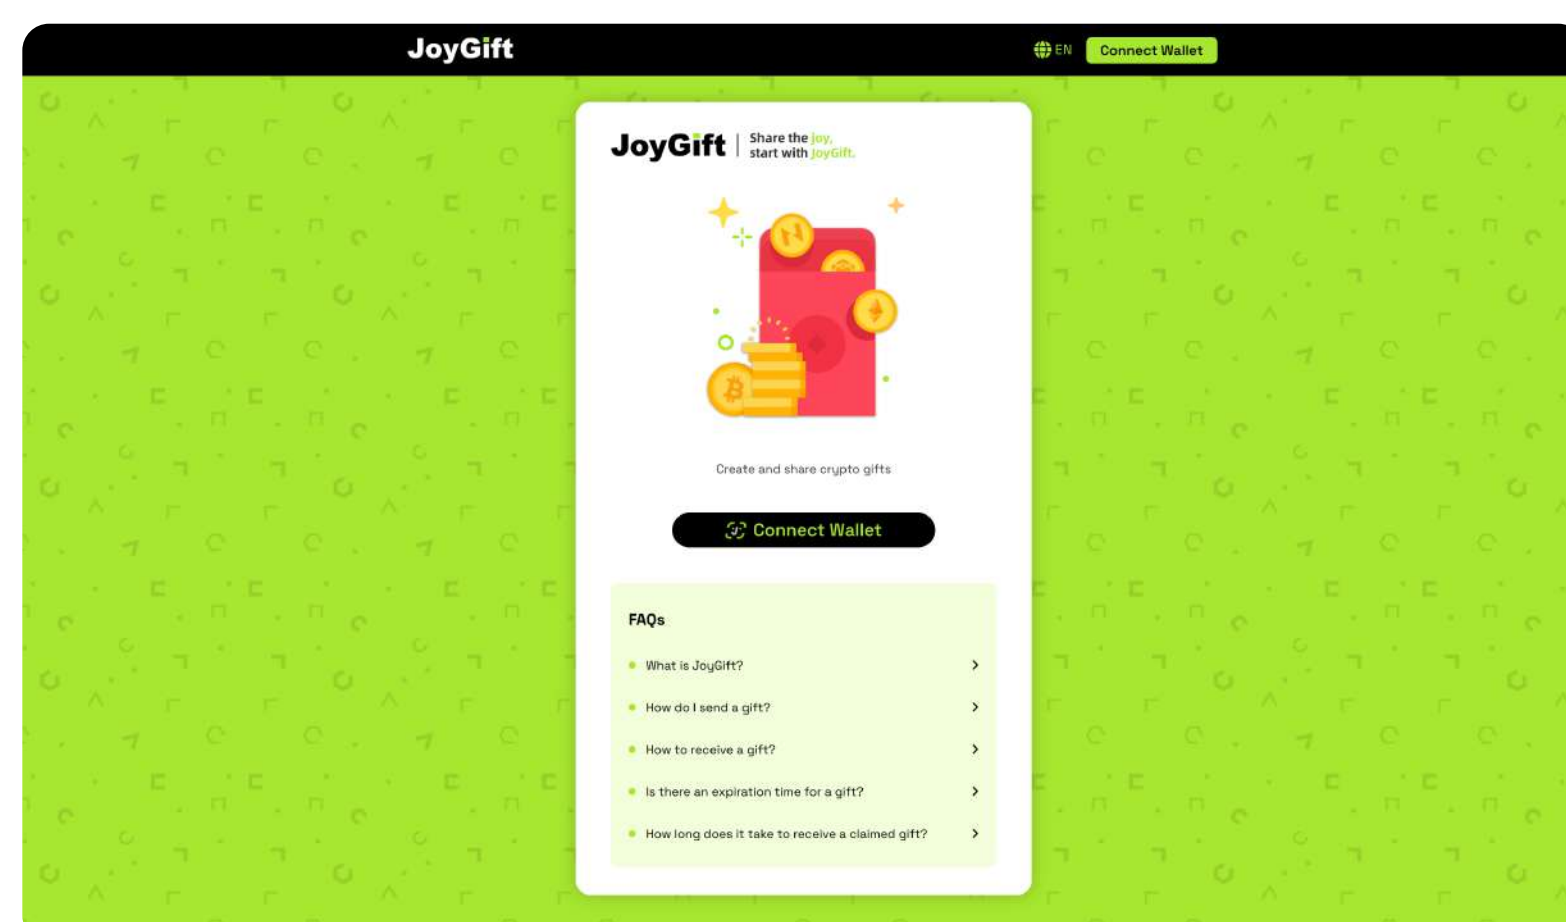 JoyGift
EN
Connect Wallet
JoyGift
Share the Joy,
start with JoyGift.
Create and share crypto gifts
Connect Wallet
FAQs
What is JoyGift?
How do I send a gift?
How to receive a gift?
Is there an expiration time for a gift?
How long does it take to receive a claimed gift?